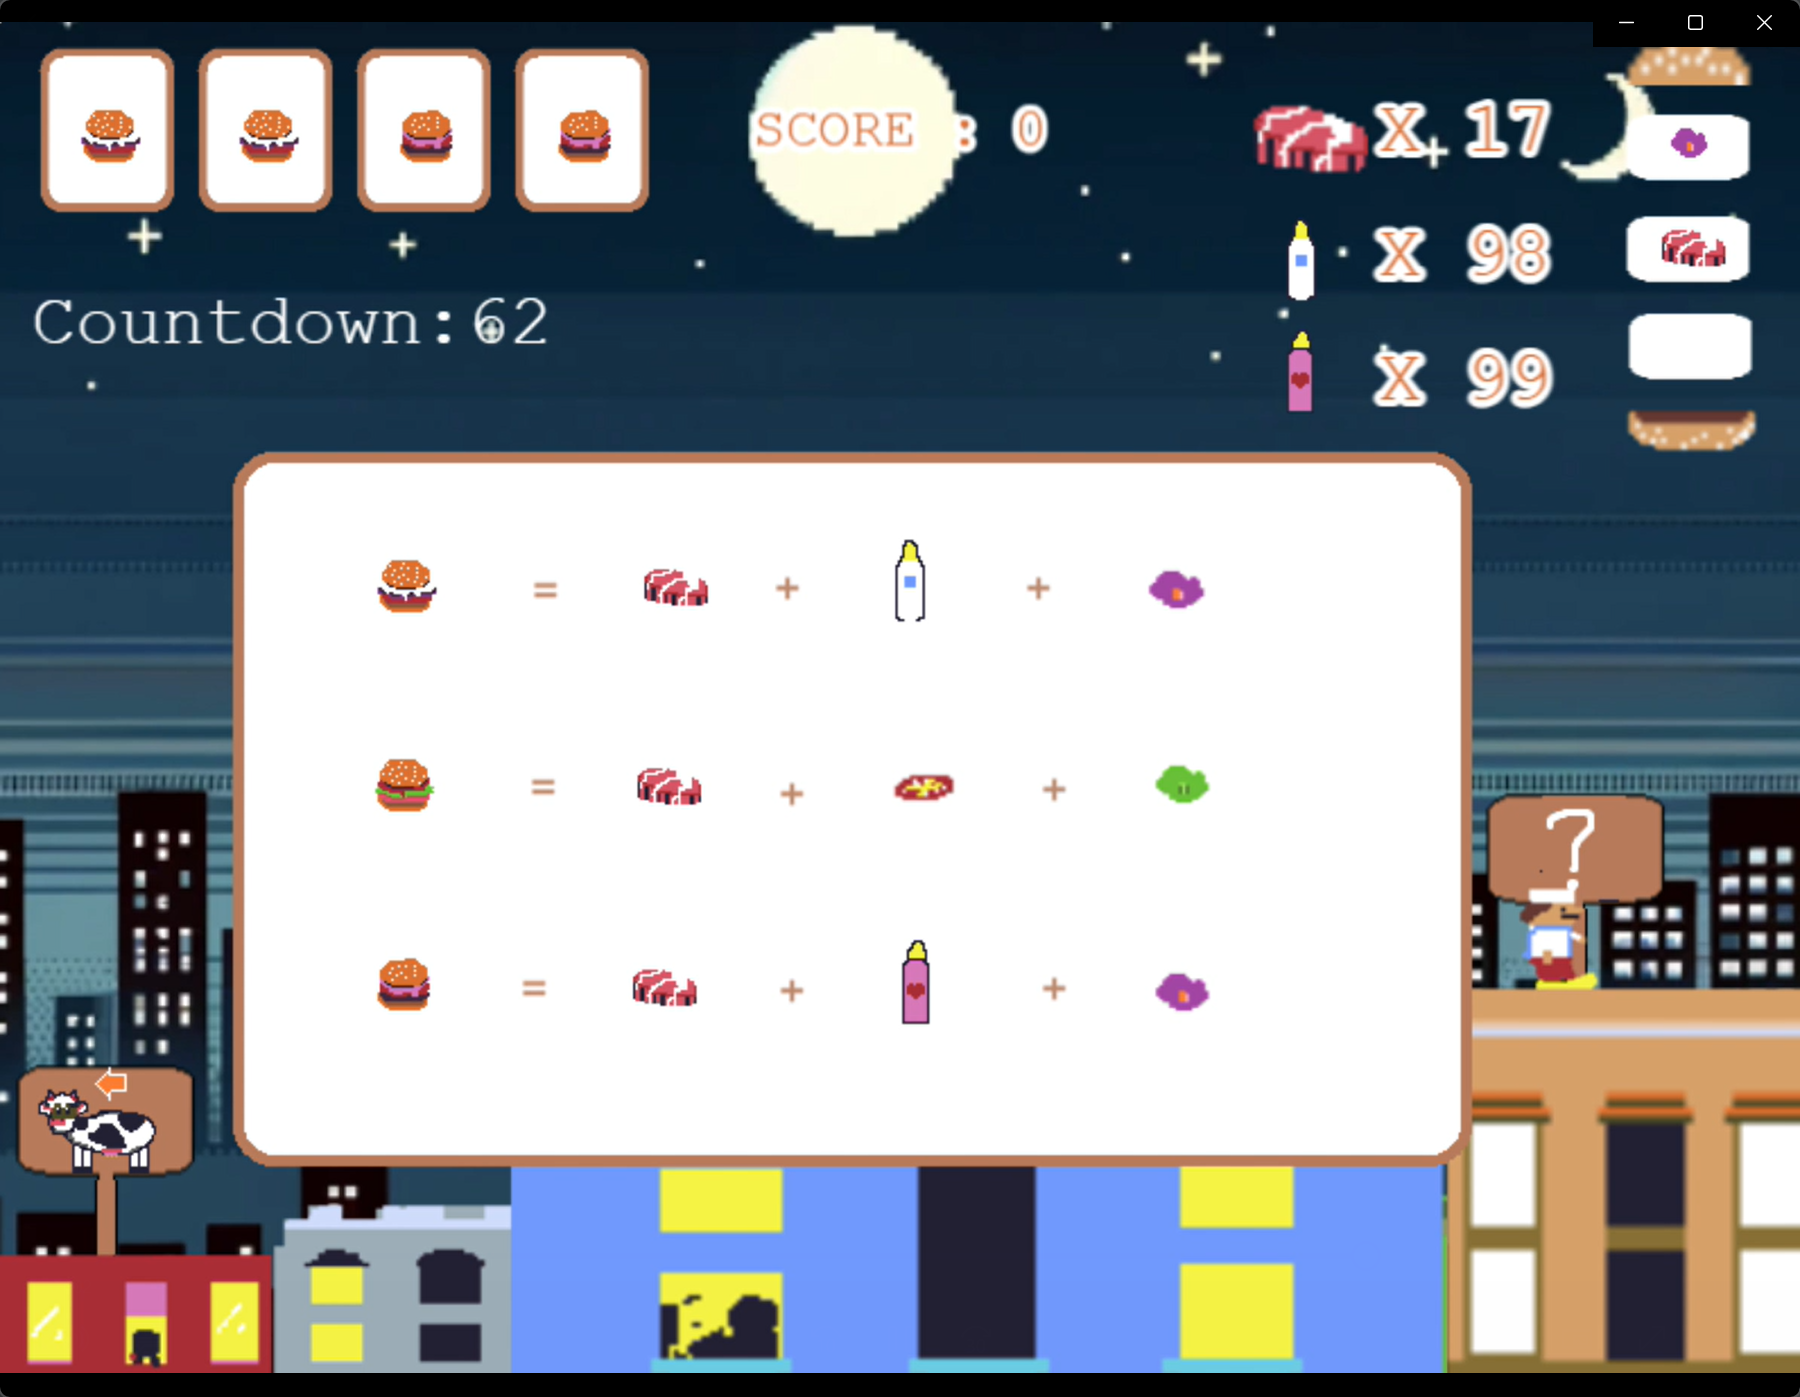 SCORE : 0
X 17
X 98
Countdown:62
X 99
= + +
= + +
= + +
?